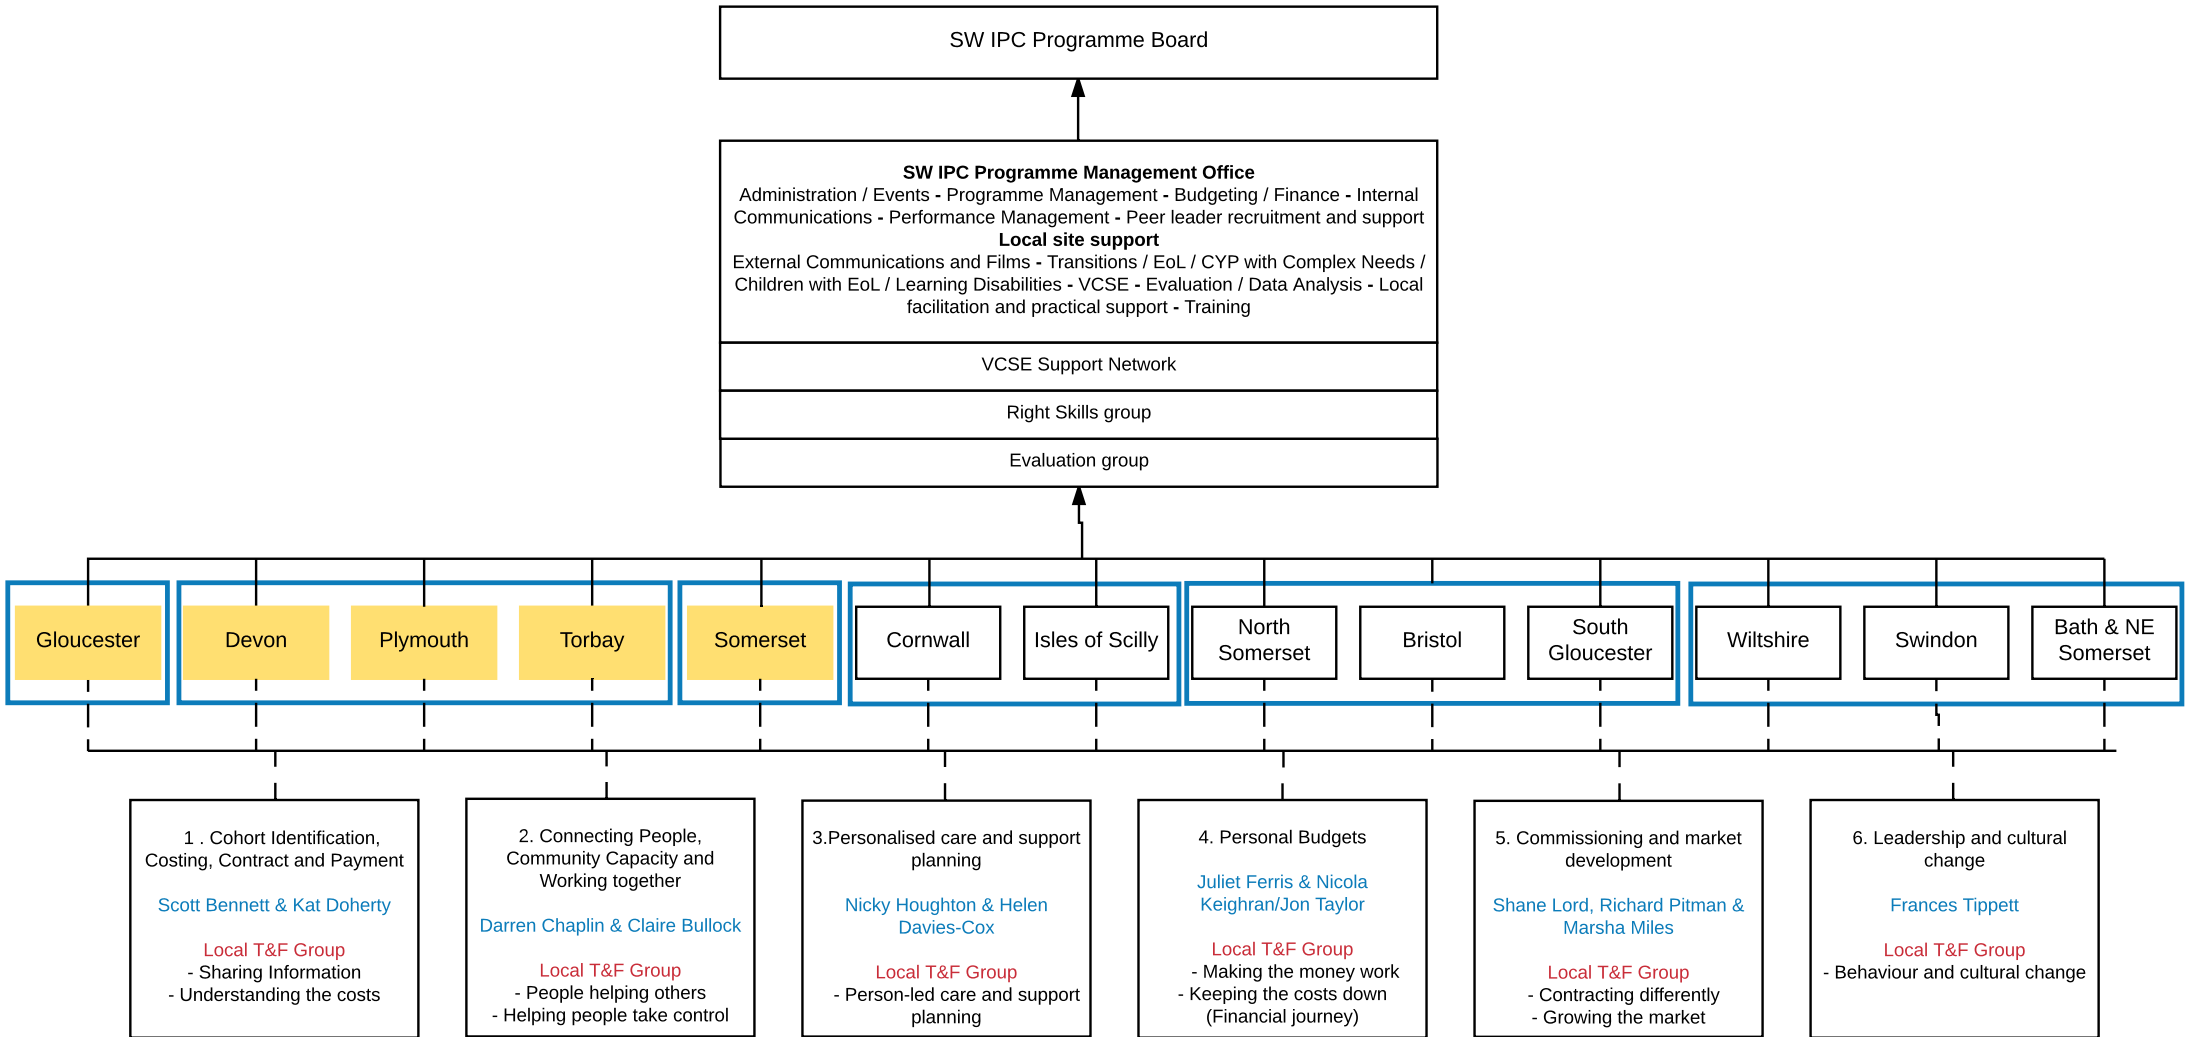 SW IPC Programme Board
SW IPC Programme Management Office
Administration / Events - Programme Management - Budgeting / Finance - Internal
Communications - Performance Management - Peer leader recruitment and support
Local site support
External Communications and Films - Transitions / EoL / CYP with Complex Needs /
Children with EoL / Learning Disabilities - VCSE - Evaluation / Data Analysis - Local
facilitation and practical support - Training
VCSE Support Network
Right Skills group
Evaluation group
Gloucester
Devon
Plymouth
Torbay
Somerset
Cornwall
Isles of Scilly
North
Somerset
Bristol
South
Gloucester
Wiltshire
Swindon
Bath & NE
Somerset
1 . Cohort Identification,
Costing, Contract and Payment
Scott Bennett & Kat Doherty
Local T&F Group
- Sharing Information
- Understanding the costs
2. Connecting People,
Community Capacity and
Working together
Darren Chaplin & Claire Bullock
Local T&F Group
- People helping others
- Helping people take control
3.Personalised care and support
planning
Nicky Houghton & Helen
Davies-Cox
Local T&F Group
- Person-led care and support
planning
4. Personal Budgets
Juliet Ferris & Nicola
Keighran/Jon Taylor
Local T&F Group
- Making the money work
- Keeping the costs down
(Financial journey)
5. Commissioning and market
development
Shane Lord, Richard Pitman &
Marsha Miles
Local T&F Group
- Contracting differently
- Growing the market
6. Leadership and cultural
change
Frances Tippett
Local T&F Group
- Behaviour and cultural change